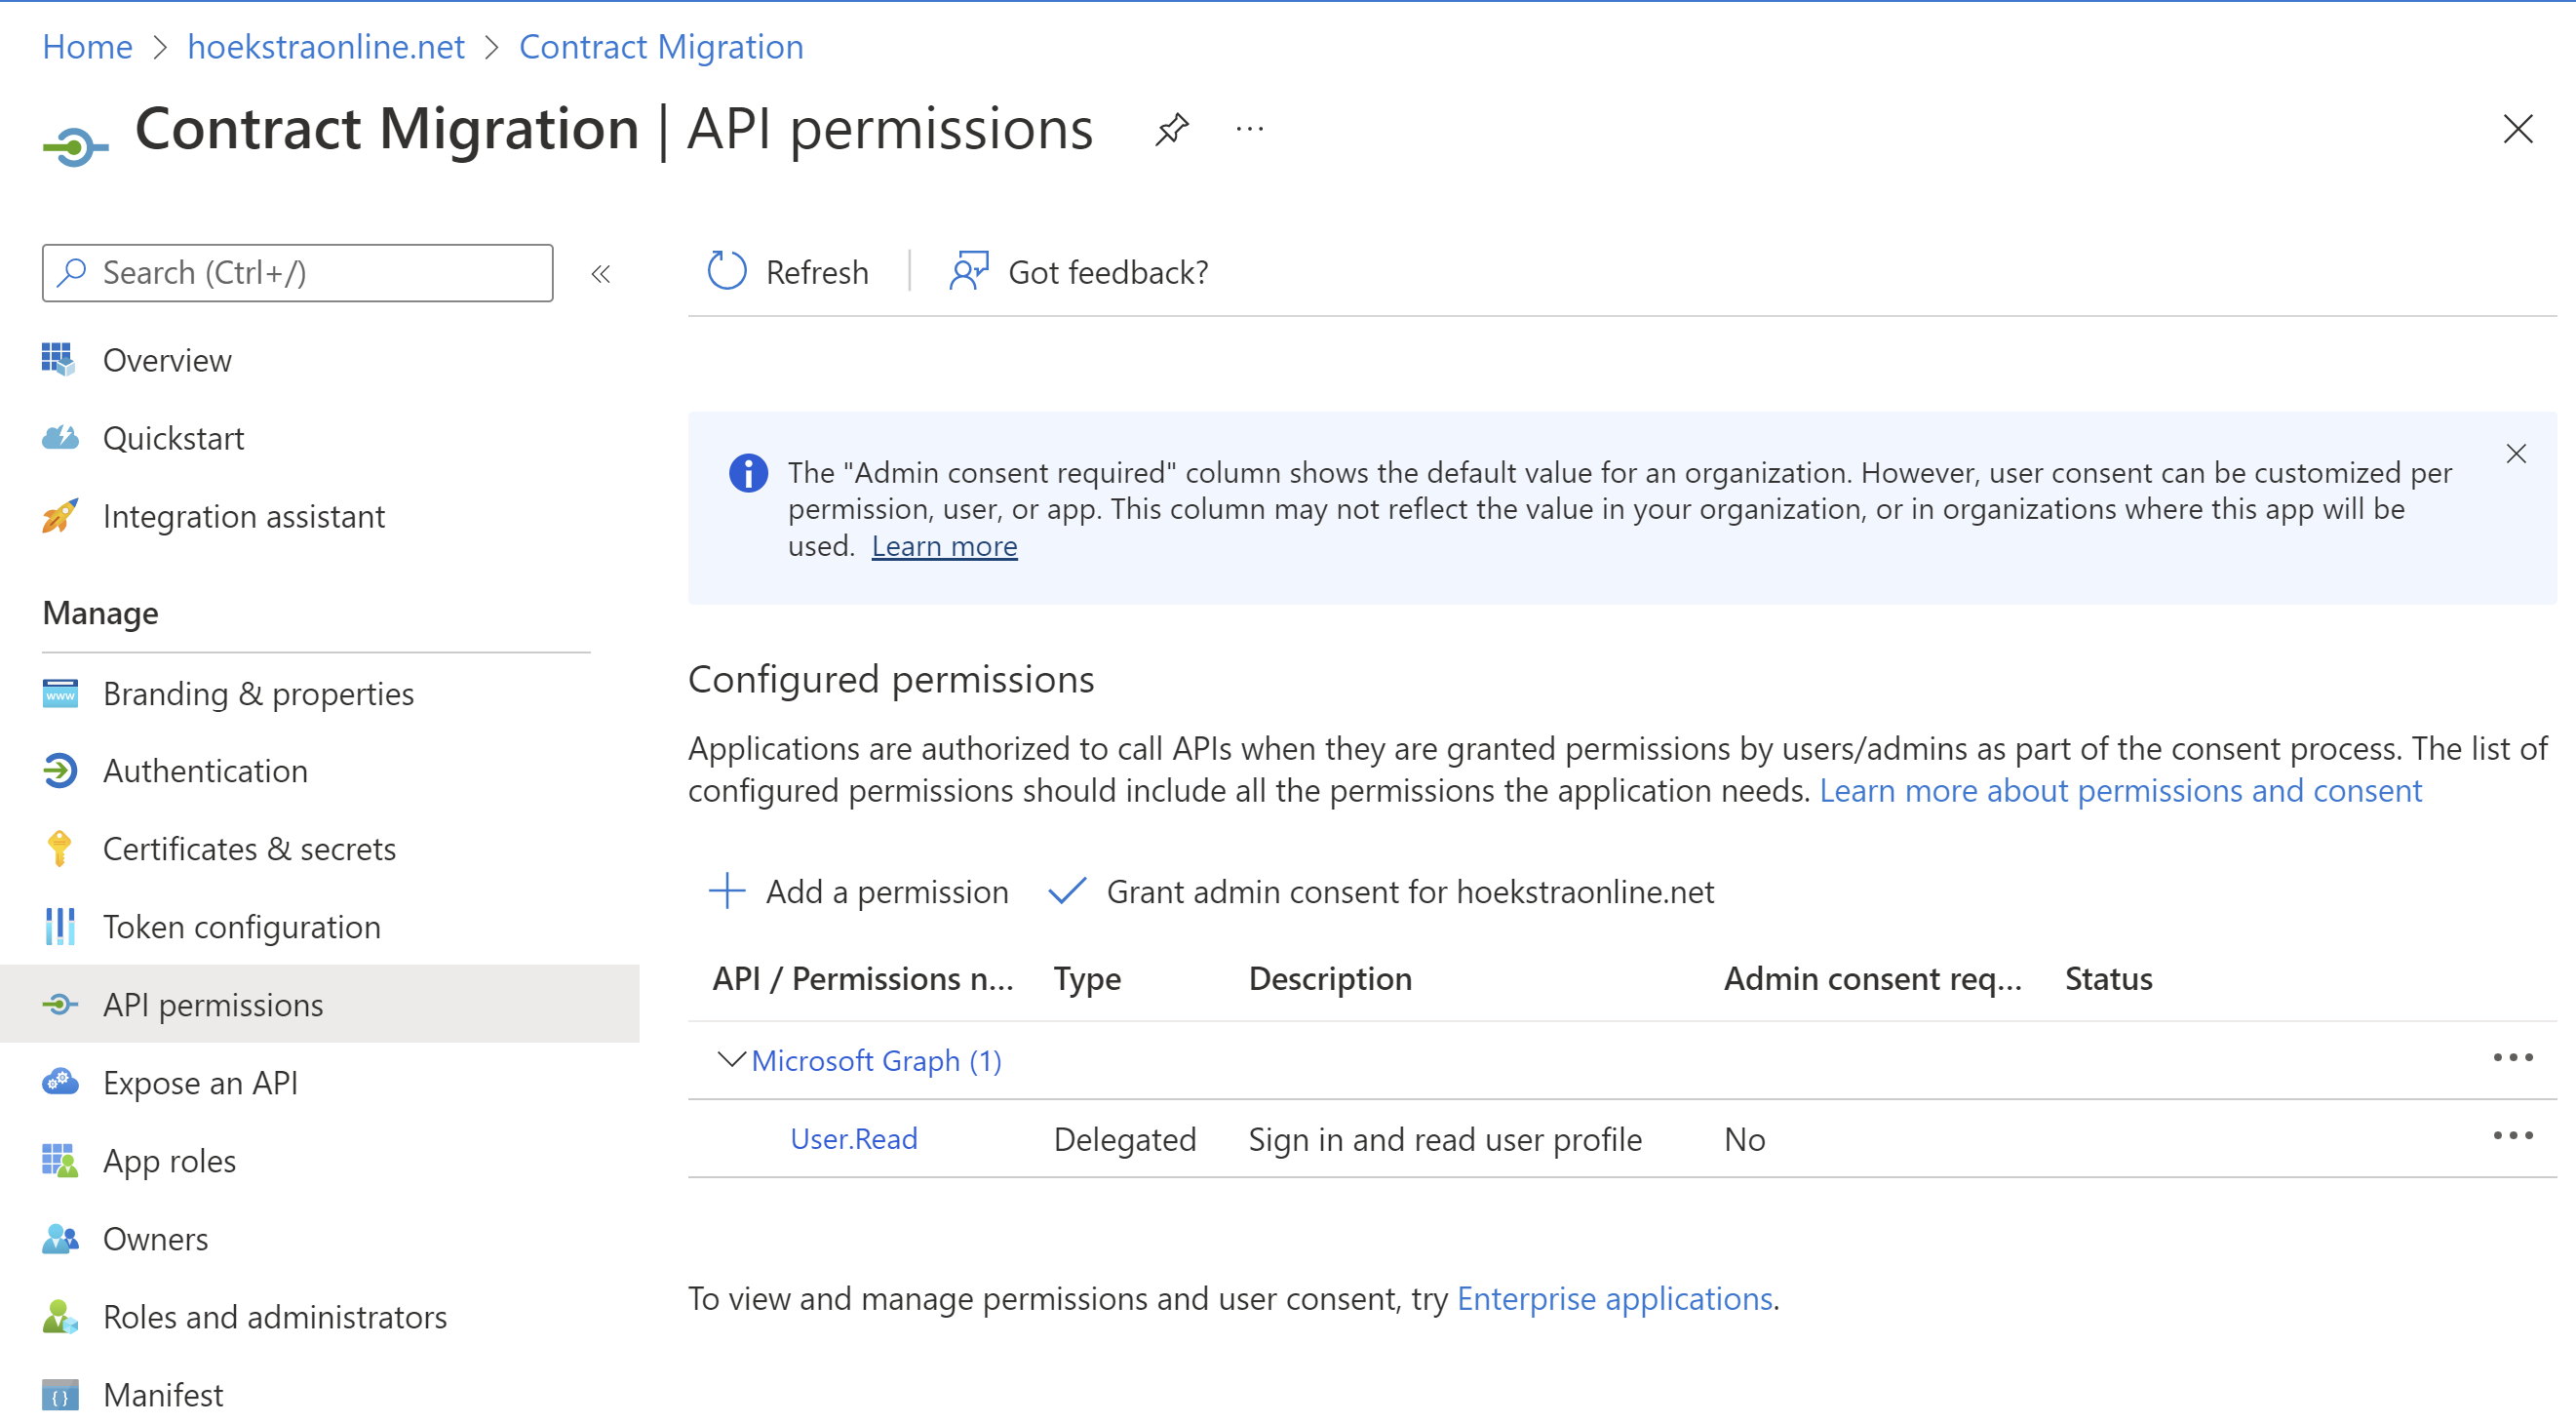 Home > hoekstraonline.net > Contract Migration
Contract Migration | API permissions
Search (Ctrl+/)
Overview
Quickstart
Integration assistant
Manage
Branding & properties
Authentication
Certificates & secrets
Token configuration
API permissions
Expose an API
App roles
Owners
Roles and administrators
Manifest
Refresh
Got feedback?
The "Admin consent required" column shows the default value for an organization. However, user consent can be customized per
permission, user, or app. This column may not reflect the value in your organization, or in organizations where this app will be
used. Learn more
Configured permissions
Applications are authorized to call APIs when they are granted permissions by users/admins as part of the consent process. The list of
configured permissions should include all the permissions the application needs. Learn more about permissions and consent
Add a permission Grant admin consent for hoekstraonline.net
API / Permissions n... Type Description Admin consent req... Status
Microsoft Graph (1)
User.Read Delegated Sign in and read user profile No
To view and manage permissions and user consent, try Enterprise applications.